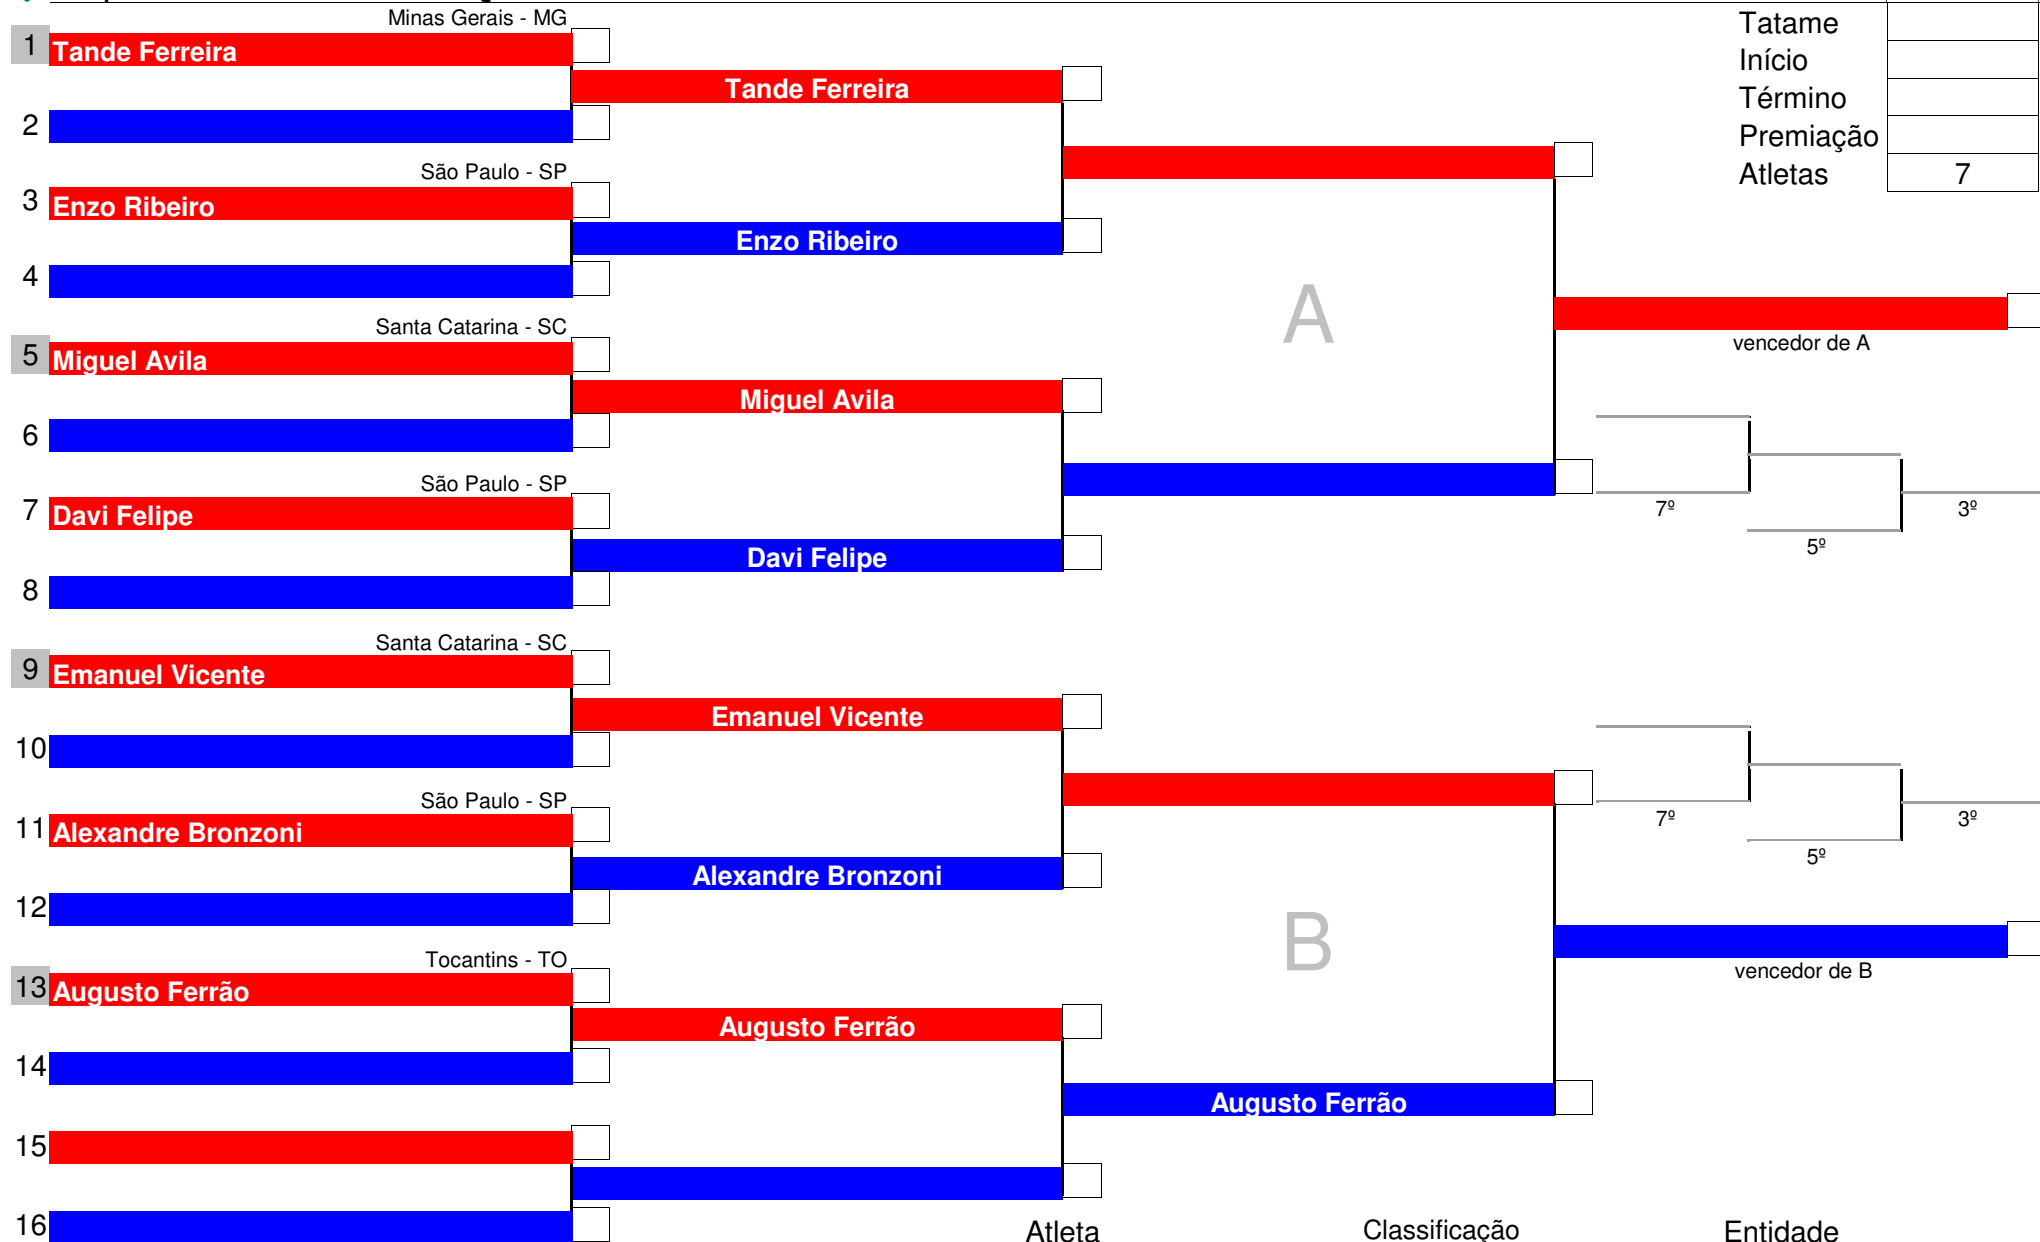 Minas Gerais - MG
1 Tande Ferreira
Tande Ferreira
2
São Paulo - SP
3 Enzo Ribeiro
Enzo Ribeiro
4
Santa Catarina - SC
5 Miguel Avila
Miguel Avila
6
São Paulo - SP
7 Davi Felipe
Davi Felipe
8
A
Santa Catarina - SC
9 Emanuel Vicente
Emanuel Vicente
10
São Paulo - SP
11 Alexandre Bronzoni
Alexandre Bronzoni
12
Tocantins - TO
13 Augusto Ferrão
Augusto Ferrão
14
B
Augusto Ferrão
15
16
Tatame
Início
Término
Premiação
Atletas 7
vencedor de A
7º
3º
5º
7º
3º
5º
vencedor de B
Atleta Classificação Entidade